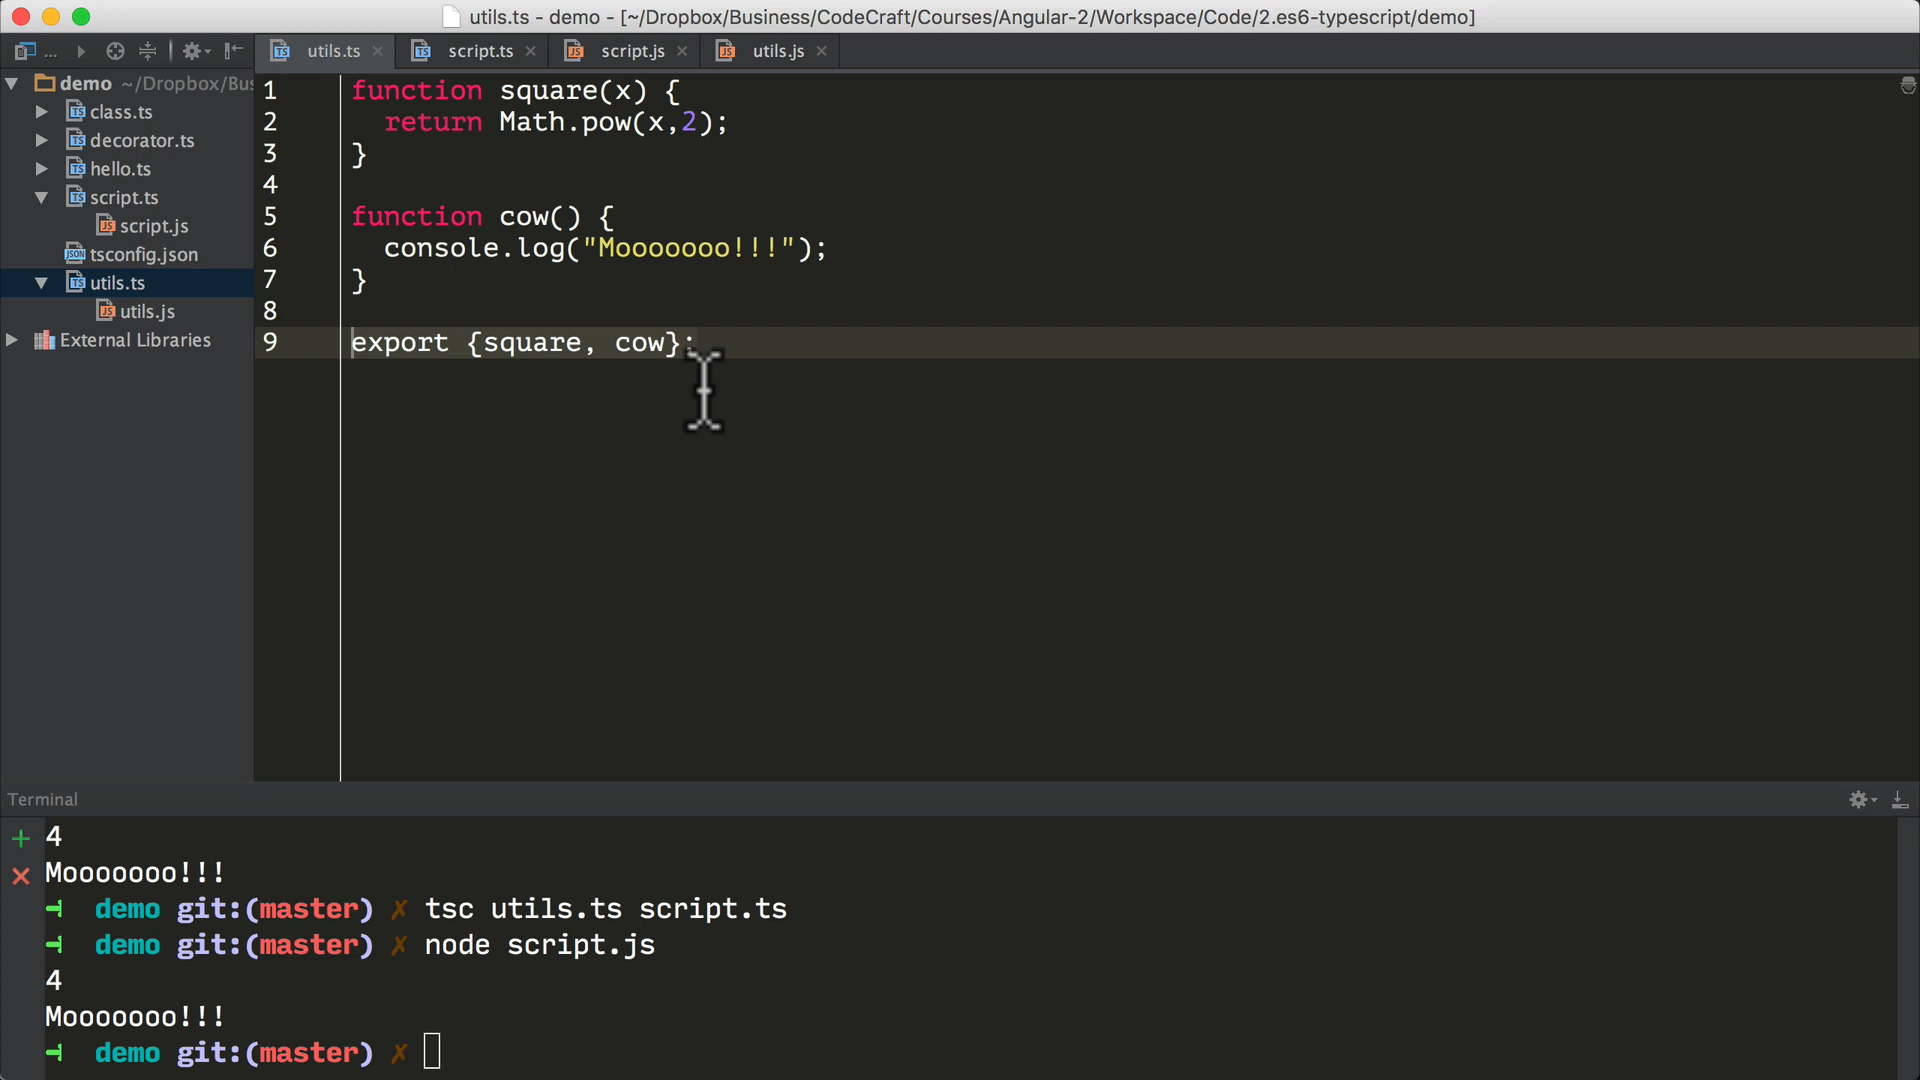 utils.ts - demo - [~/Dropbox/Business/CodeCraft/Courses/Angular-2/Workspace/Code/2.es6-typescript/demo]
... utils.ts script.ts script.js utils.js
demo ~/Dropbox/Bus
class.ts
decorator.ts
hello.ts
script.ts
script.js
tsconfig.json
utils.ts
utils.js
External Libraries
1 function square(x) {
2 return Math.pow(x,2);
3 }
4
5 function cow() {
6 console.log("Mooooooo!!!");
7 }
8
9 export {square, cow};
Terminal
4
Mooooooo!!!
demo git:(master) ✗ tsc utils.ts script.ts
demo git:(master) ✗ node script.js
4
Mooooooo!!!
demo git:(master) ✗